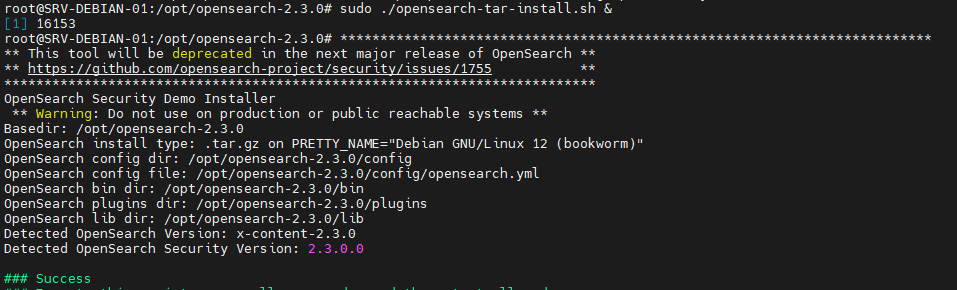 root@SRV-DEBIAN-01:/opt/opensearch-2.3.0# sudo ./opensearch-tar-install.sh &
[1] 16153
root@SRV-DEBIAN-01:/opt/opensearch-2.3.0# **************************************************************************
** This tool will be deprecated in the next major release of OpenSearch **
** https://github.com/opensearch-project/security/issues/1755           **
**************************************************************************
OpenSearch Security Demo Installer
 ** Warning: Do not use on production or public reachable systems **
Basedir: /opt/opensearch-2.3.0
OpenSearch install type: .tar.gz on PRETTY_NAME="Debian GNU/Linux 12 (bookworm)"
OpenSearch config dir: /opt/opensearch-2.3.0/config
OpenSearch config file: /opt/opensearch-2.3.0/config/opensearch.yml
OpenSearch bin dir: /opt/opensearch-2.3.0/bin
OpenSearch plugins dir: /opt/opensearch-2.3.0/plugins
OpenSearch lib dir: /opt/opensearch-2.3.0/lib
Detected OpenSearch Version: x-content-2.3.0
Detected OpenSearch Security Version: 2.3.0.0
### Success